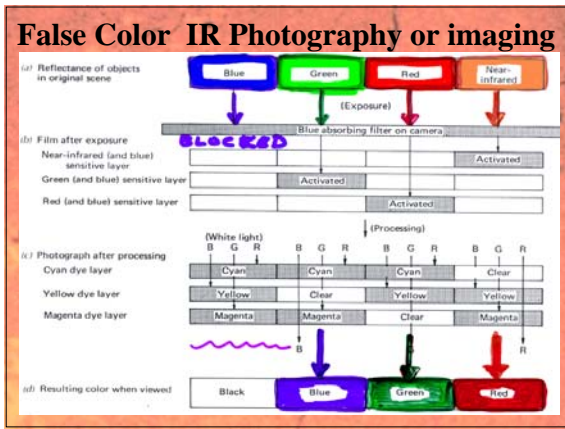 False Color IR Photography or imaging
(a) Reflectance of objects
in original scene
Blue
Green
Red
Near-
infrared
(Exposure)
Blue absorbing filter on camera
BLOCKED
(b) Film after exposure
Near-infrared (and blue)
sensitive layer
Activated
Green (and blue) sensitive layer
Activated
Red (and blue) sensitive layer
Activated
(Processing)
(White light)
B G R B G R B G R B G R
(c) Photograph after processing
Cyan dye layer
Cyan Cyan Cyan Clear
Yellow dye layer
Yellow Clear Yellow Yellow
Magenta dye layer
Magenta Magenta Clear Magenta
B G R
(d) Resulting color when viewed
Black Blue Green Red